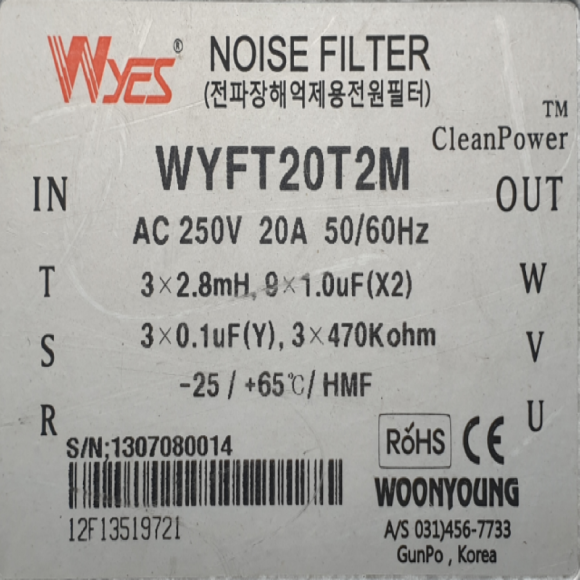 WYES® NOISE FILTER
(전파장해억제용전원필터)
CleanPower™
WYFT20T2M
IN OUT
AC 250V 20A 50/60Hz
T 3×2.8mH, 9×1.0uF(X2) W
S 3×0.1uF(Y), 3×470Kohm V
-25 / +65℃/ HMF
R U
S/N;1307080014
RoHS CE
12F13519721
WOONYOUNG
A/S 031)456-7733
GunPo , Korea